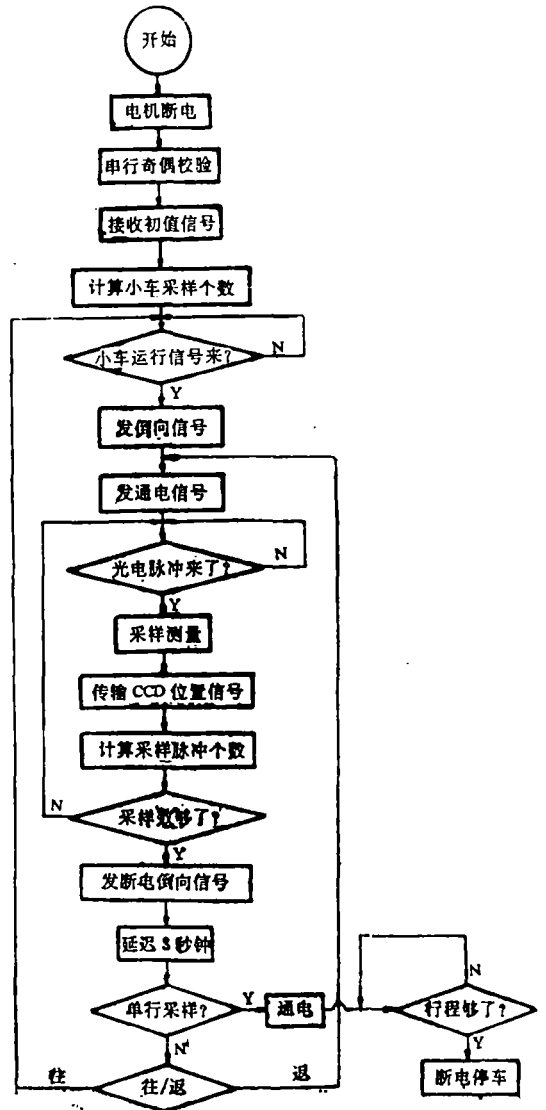 开始
电机断电
串行奇偶校验
接收初值信号
计算小车采样个数
小车运行信号来?
N
Y
发倒向信号
发通电信号
光电脉冲来了?
N
Y
采样测量
传输CCD位置信号
计算采样脉冲个数
采样数够了?
N
Y
发断电倒向信号
延迟3秒钟
单行采样?
Y
通电
行程够了?
N
Y
断电停车
N
往/返
往
返